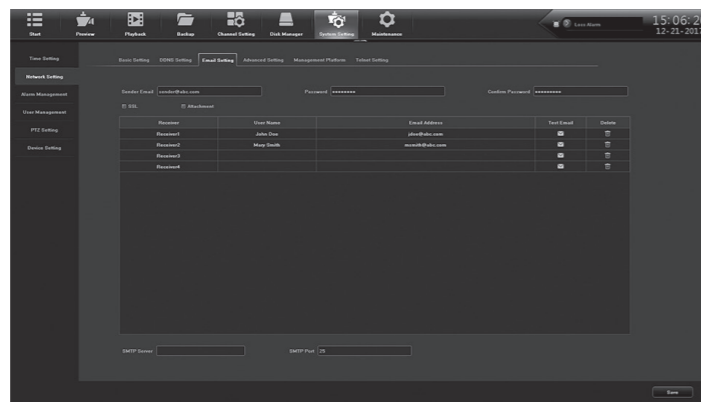 Start Preview Playback Backup Channel Setting Disk Manager System Setting Maintenance
Loss Alarm
15:06:2
12-21-2017
Time Setting
Network Setting
Alarm Management
User Management
PTZ Setting
Device Setting
Basic Setting DDNS Setting Email Setting Advanced Setting Management Platform Telnet Setting
Sender Email sender@abc.com Password ********* Confirm Password *********
SSL Attachment
Receiver User Name Email Address Test Email Delete
Receiver1 John Doe jdoe@abc.com
Receiver2 Mary Smith msmith@abc.com
Receiver3
Receiver4
SMTP Server SMTP Port 25
Save